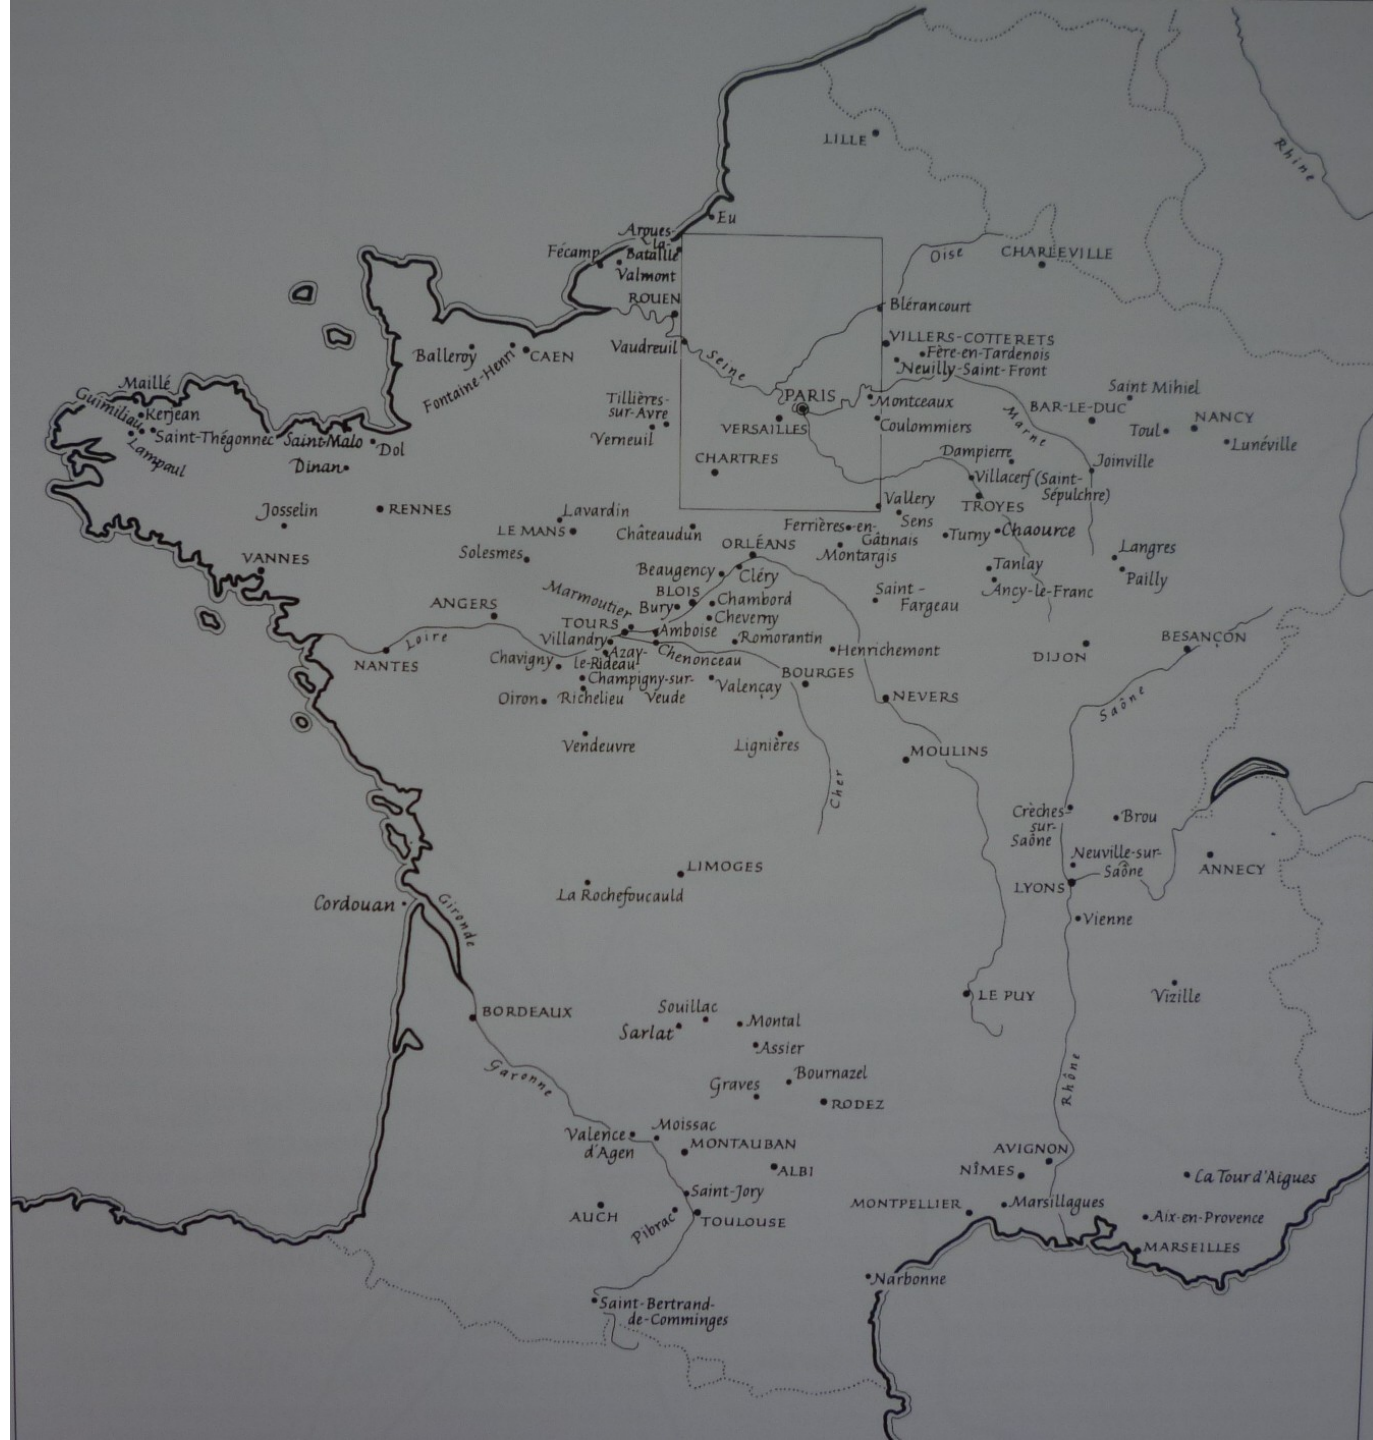 Rhine
LILLE
Eu
Arques-
la-
Bataille
Fécamp
Valmont
Oise
CHARLEVILLE
ROUEN
Blérancourt
Vaudreuil
Seine
VILLERS-COTTERETS
Fère-en-Tardenois
Neuilly-Saint-Front
Balleroy
Fontaine-Henri
CAEN
Maillé
Guimiliau
Kerjean
Saint-Thégonnec
Lampaul
Saint-Malo
Dol
Dinan
Tillières-
sur-Avre
Verneuil
PARIS
VERSAILLES
Montceaux
Coulommiers
Marne
Saint Mihiel
BAR-LE-DUC
NANCY
Toul
Lunéville
CHARTRES
Dampierre
Joinville
Villacerf (Saint-
Sépulchre)
TROYES
Vallery
Sens
Josselin
RENNES
Lavardin
LE MANS
Châteaudun
Ferrières-en-
Gâtinais
Turny
Chaource
Solesmes
ORLÉANS
Montargis
Langres
Pailly
VANNES
Beaugency
Cléry
Tanlay
Ancy-le-Franc
Marmoutier
BLOIS
Bury
Chambord
Cheverny
Saint-
Fargeau
ANGERS
Loire
TOURS
Amboise
Romorantin
Villandry
Azay-
le-Rideau
Chenonceau
Henrichemont
DIJON
BESANÇON
NANTES
Chavigny
Champigny-sur-
Veude
BOURGES
Valençay
Oiron
Richelieu
NEVERS
Saône
Vendeuvre
Lignières
MOULINS
Cher
Crèches-
sur-
Saône
Brou
Neuville-sur-
Saône
ANNECY
LIMOGES
La Rochefoucauld
LYONS
Cordouan
Gironde
Vienne
LE PUY
Vizille
BORDEAUX
Souillac
Sarlat
Montal
Assier
Garonne
Graves
Bournazel
RODEZ
Rhône
Valence
d'Agen
Moissac
MONTAUBAN
ALBI
AVIGNON
NÎMES
La Tour d'Aigues
Saint-Jory
AUCH
Pibrac
TOULOUSE
MONTPELLIER
Marsillagues
Aix-en-Provence
MARSEILLES
Narbonne
Saint-Bertrand-
de-Comminges